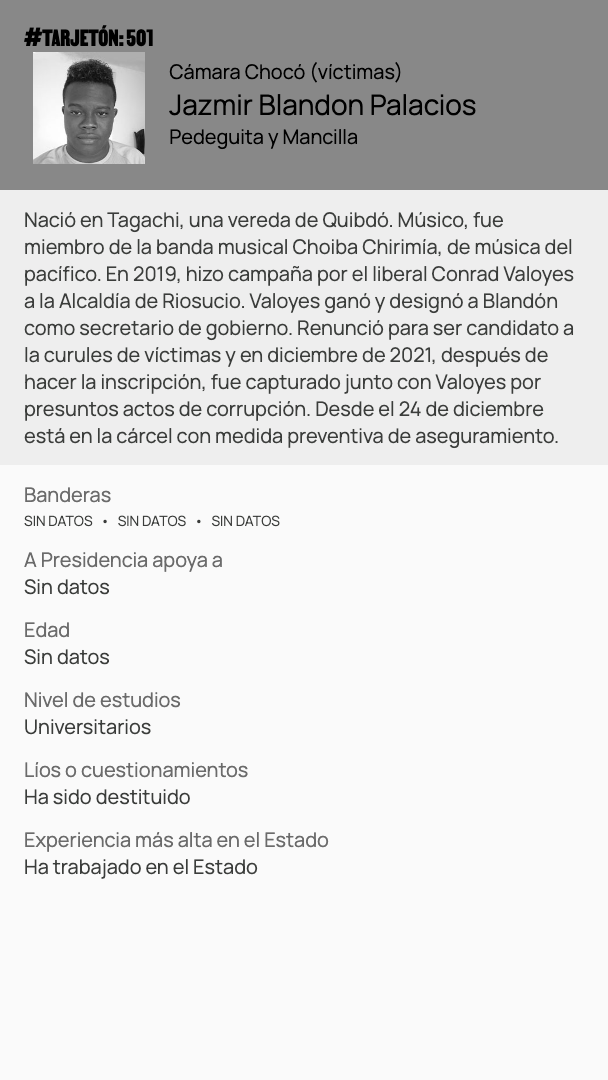 #TARJETÓN: 501
Cámara Chocó (víctimas)
Jazmir Blandon Palacios
Pedeguita y Mancilla
Nació en Tagachi, una vereda de Quibdó. Músico, fue
miembro de la banda musical Choiba Chirimía, de música del
pacífico. En 2019, hizo campaña por el liberal Conrad Valoyes
a la Alcaldía de Riosucio. Valoyes ganó y designó a Blandón
como secretario de gobierno. Renunció para ser candidato a
la curules de víctimas y en diciembre de 2021, después de
hacer la inscripción, fue capturado junto con Valoyes por
presuntos actos de corrupción. Desde el 24 de diciembre
está en la cárcel con medida preventiva de aseguramiento.
Banderas
SIN DATOS • SIN DATOS • SIN DATOS
A Presidencia apoya a
Sin datos
Edad
Sin datos
Nivel de estudios
Universitarios
Líos o cuestionamientos
Ha sido destituido
Experiencia más alta en el Estado
Ha trabajado en el Estado